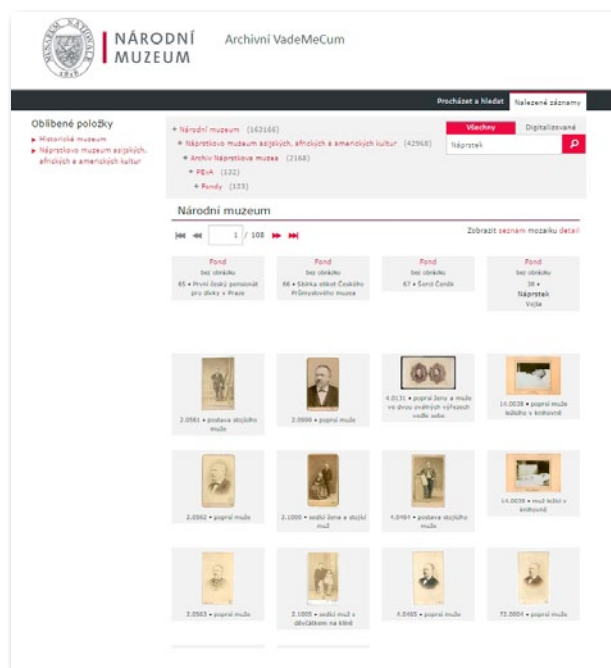 MUSEUM NATIONALE
1818
NÁRODNÍ
MUZEUM
Archivní VadeMeCum
Procházet a hledat
Nalezené záznamy
Oblíbené položky
Historické muzeum
Náprstkovo muzeum asijských,
afrických a amerických kultur
+ Národní muzeum (163166)
+ Náprstkovo muzeum asijských, afrických a amerických kultur (42968)
+ Archiv Náprstkova muzea (2168)
+ PEvA (132)
+ Fondy (133)
Všechny
Digitalizované
Náprstek
Národní muzeum
1 / 108
Zobrazit seznam mozaiku detail
Fond
bez obrázku
65 • První český pensionát
pro dívky v Praze
Fond
bez obrázku
66 • Sbírka etiket Českého
Průmyslového muzea
Fond
bez obrázku
67 • Šercl Čeněk
Fond
bez obrázku
38 •
Náprstek
Vojta
2.0561 • postava stojícího
muže
2.0999 • poprsí muže
4.0131 • poprsí ženy a muže
ve dvou oválných výřezech
vedle sebe
14.0038 • poprsí muže
ležícího v knihovně
2.0562 • poprsí muže
2.1000 • sedící žena a stojící
muž
4.0464 • postava stojícího
muže
14.0039 • muž ležící v
knihovně
2.0563 • poprsí muže
2.1005 • sedící muž s
děvčátkem na klíně
4.0465 • poprsí muže
72.0004 • poprsí muže